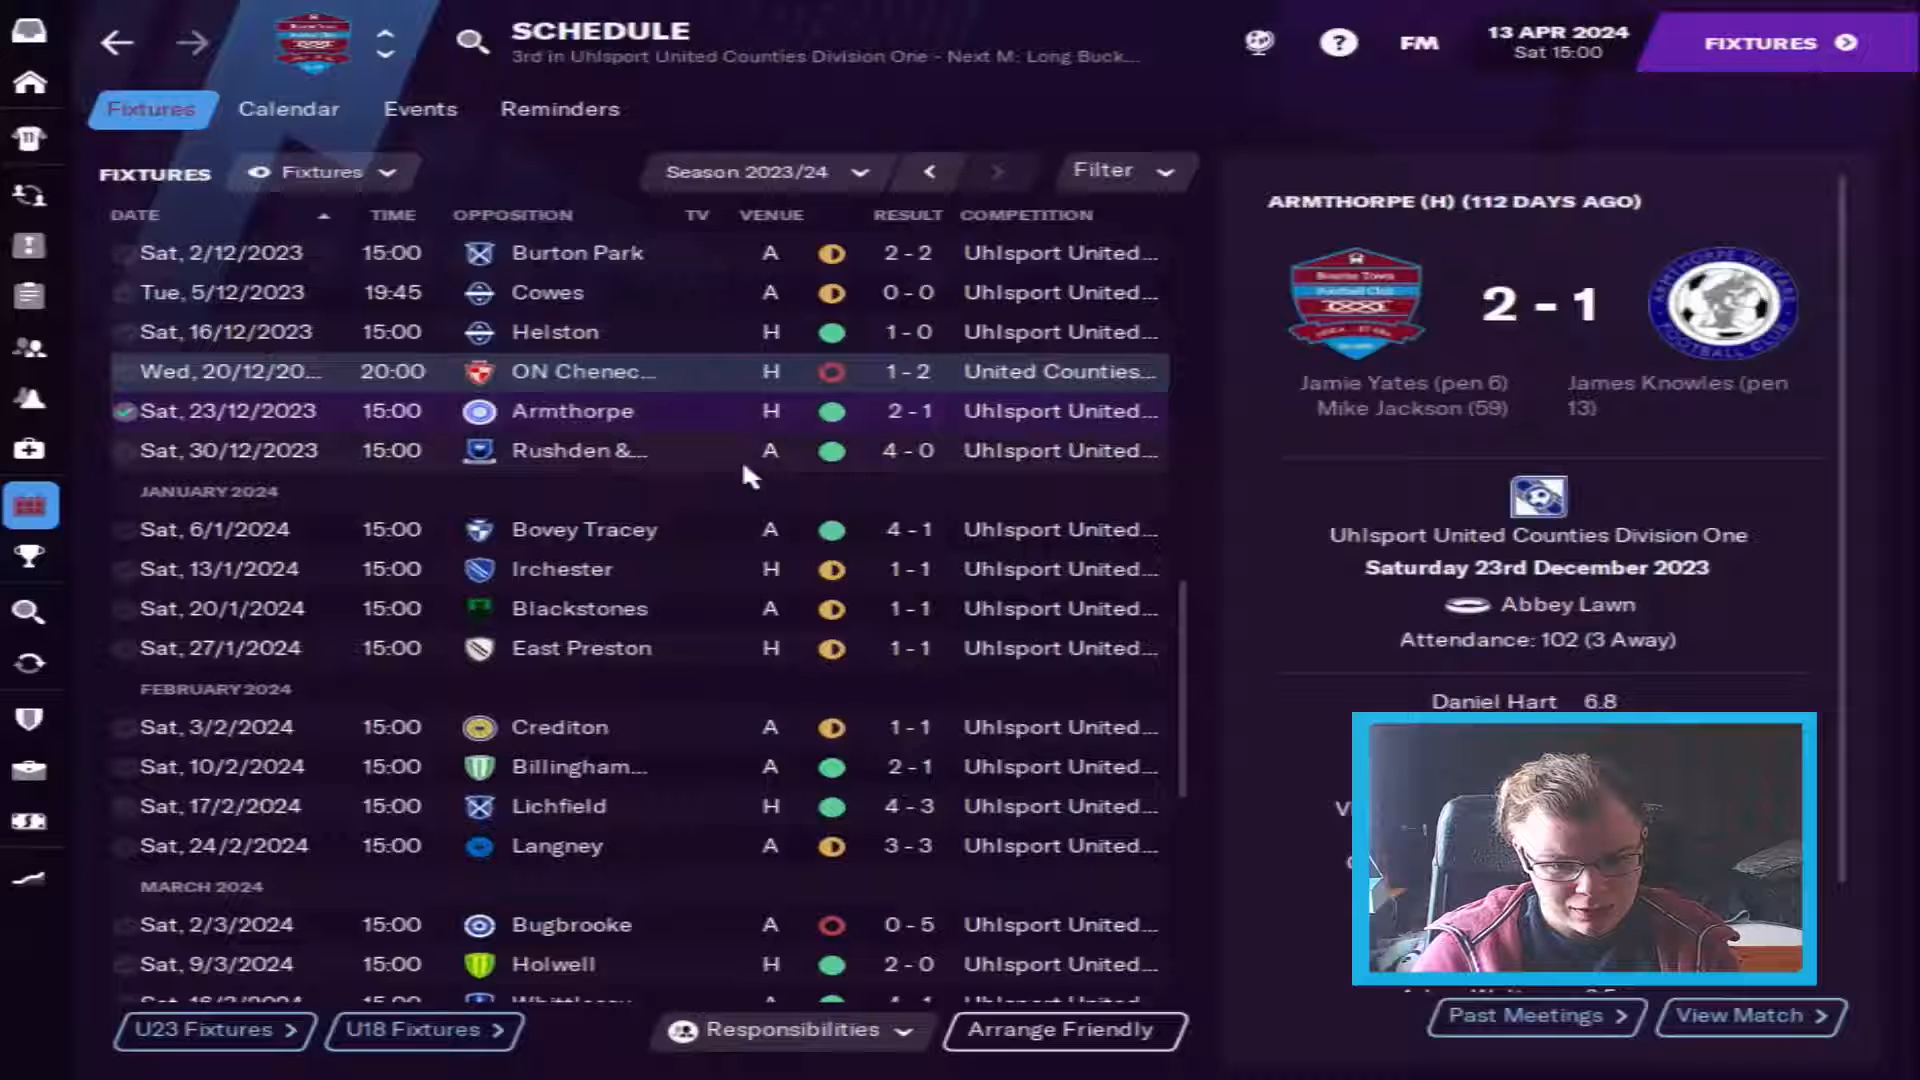 SCHEDULE
3rd in Uhlsport United Counties Division One - Next M: Long Buck...
FM
13 APR 2024
Sat 15:00
FIXTURES
Fixtures Calendar Events Reminders
FIXTURES Fixtures Season 2023/24 Filter
DATE TIME OPPOSITION TV VENUE RESULT COMPETITION
Sat, 2/12/2023 15:00 Burton Park A 2 - 2 Uhlsport United...
Tue, 5/12/2023 19:45 Cowes A 0 - 0 Uhlsport United...
Sat, 16/12/2023 15:00 Helston H 1 - 0 Uhlsport United...
Wed, 20/12/20... 20:00 ON Chenec... H 1 - 2 United Counties...
Sat, 23/12/2023 15:00 Armthorpe H 2 - 1 Uhlsport United...
Sat, 30/12/2023 15:00 Rushden &... A 4 - 0 Uhlsport United...
JANUARY 2024
Sat, 6/1/2024 15:00 Bovey Tracey A 4 - 1 Uhlsport United...
Sat, 13/1/2024 15:00 Irchester H 1 - 1 Uhlsport United...
Sat, 20/1/2024 15:00 Blackstones A 1 - 1 Uhlsport United...
Sat, 27/1/2024 15:00 East Preston H 1 - 1 Uhlsport United...
FEBRUARY 2024
Sat, 3/2/2024 15:00 Crediton A 1 - 1 Uhlsport United...
Sat, 10/2/2024 15:00 Billingham... A 2 - 1 Uhlsport United...
Sat, 17/2/2024 15:00 Lichfield H 4 - 3 Uhlsport United...
Sat, 24/2/2024 15:00 Langney A 3 - 3 Uhlsport United...
MARCH 2024
Sat, 2/3/2024 15:00 Bugbrooke A 0 - 5 Uhlsport United...
Sat, 9/3/2024 15:00 Holwell H 2 - 0 Uhlsport United...
U23 Fixtures U18 Fixtures Responsibilities Arrange Friendly
ARMTHORPE (H) (112 DAYS AGO)
Bourne Town
Football Club
ARMTHORPE WELFARE
FOOTBALL CLUB
2 - 1
Jamie Yates (pen 6)
Mike Jackson (59)
James Knowles (pen
13)
Uhlsport United Counties Division One
Saturday 23rd December 2023
Abbey Lawn
Attendance: 102 (3 Away)
Daniel Hart 6.8
Past Meetings View Match